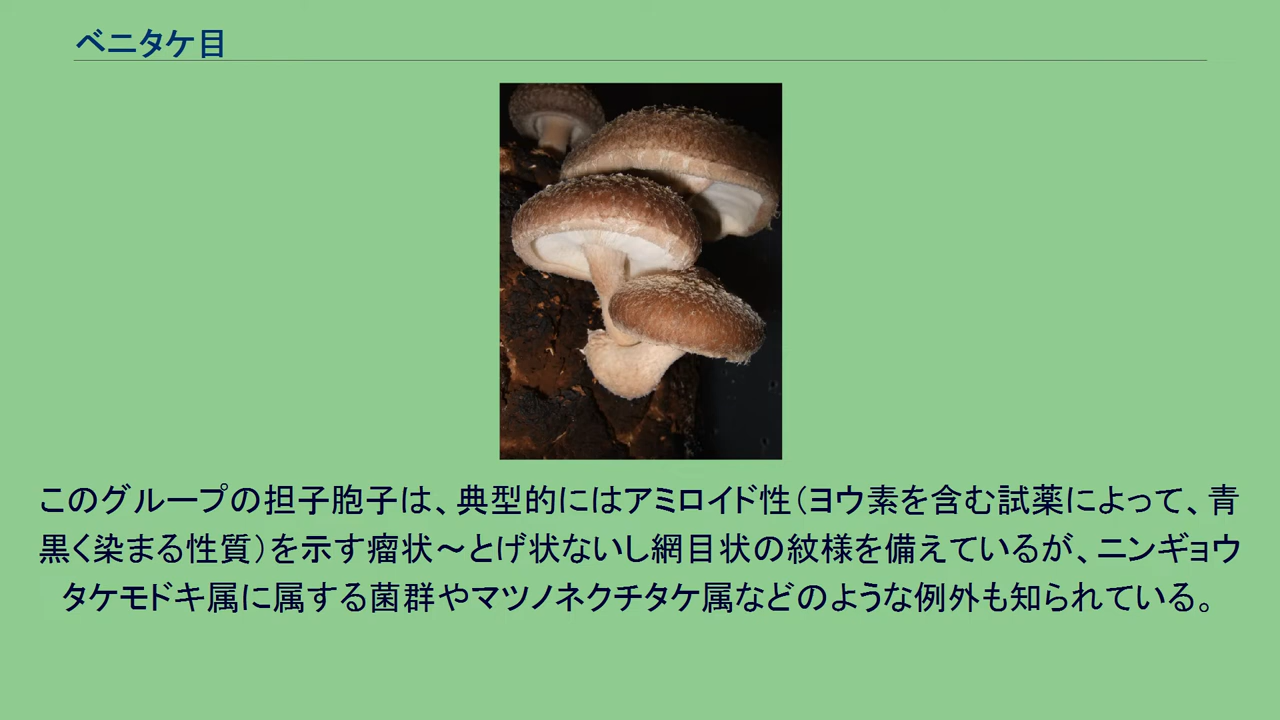 ベニタケ目
このグループの担子胞子は、典型的にはアミロイド性（ヨウ素を含む試薬によって、青
黒く染まる性質）を示す瘤状～とげ状ないし網目状の紋様を備えているが、ニンギョウ
タケモドキ属に属する菌群やマツノネクチタケ属などのような例外も知られている。